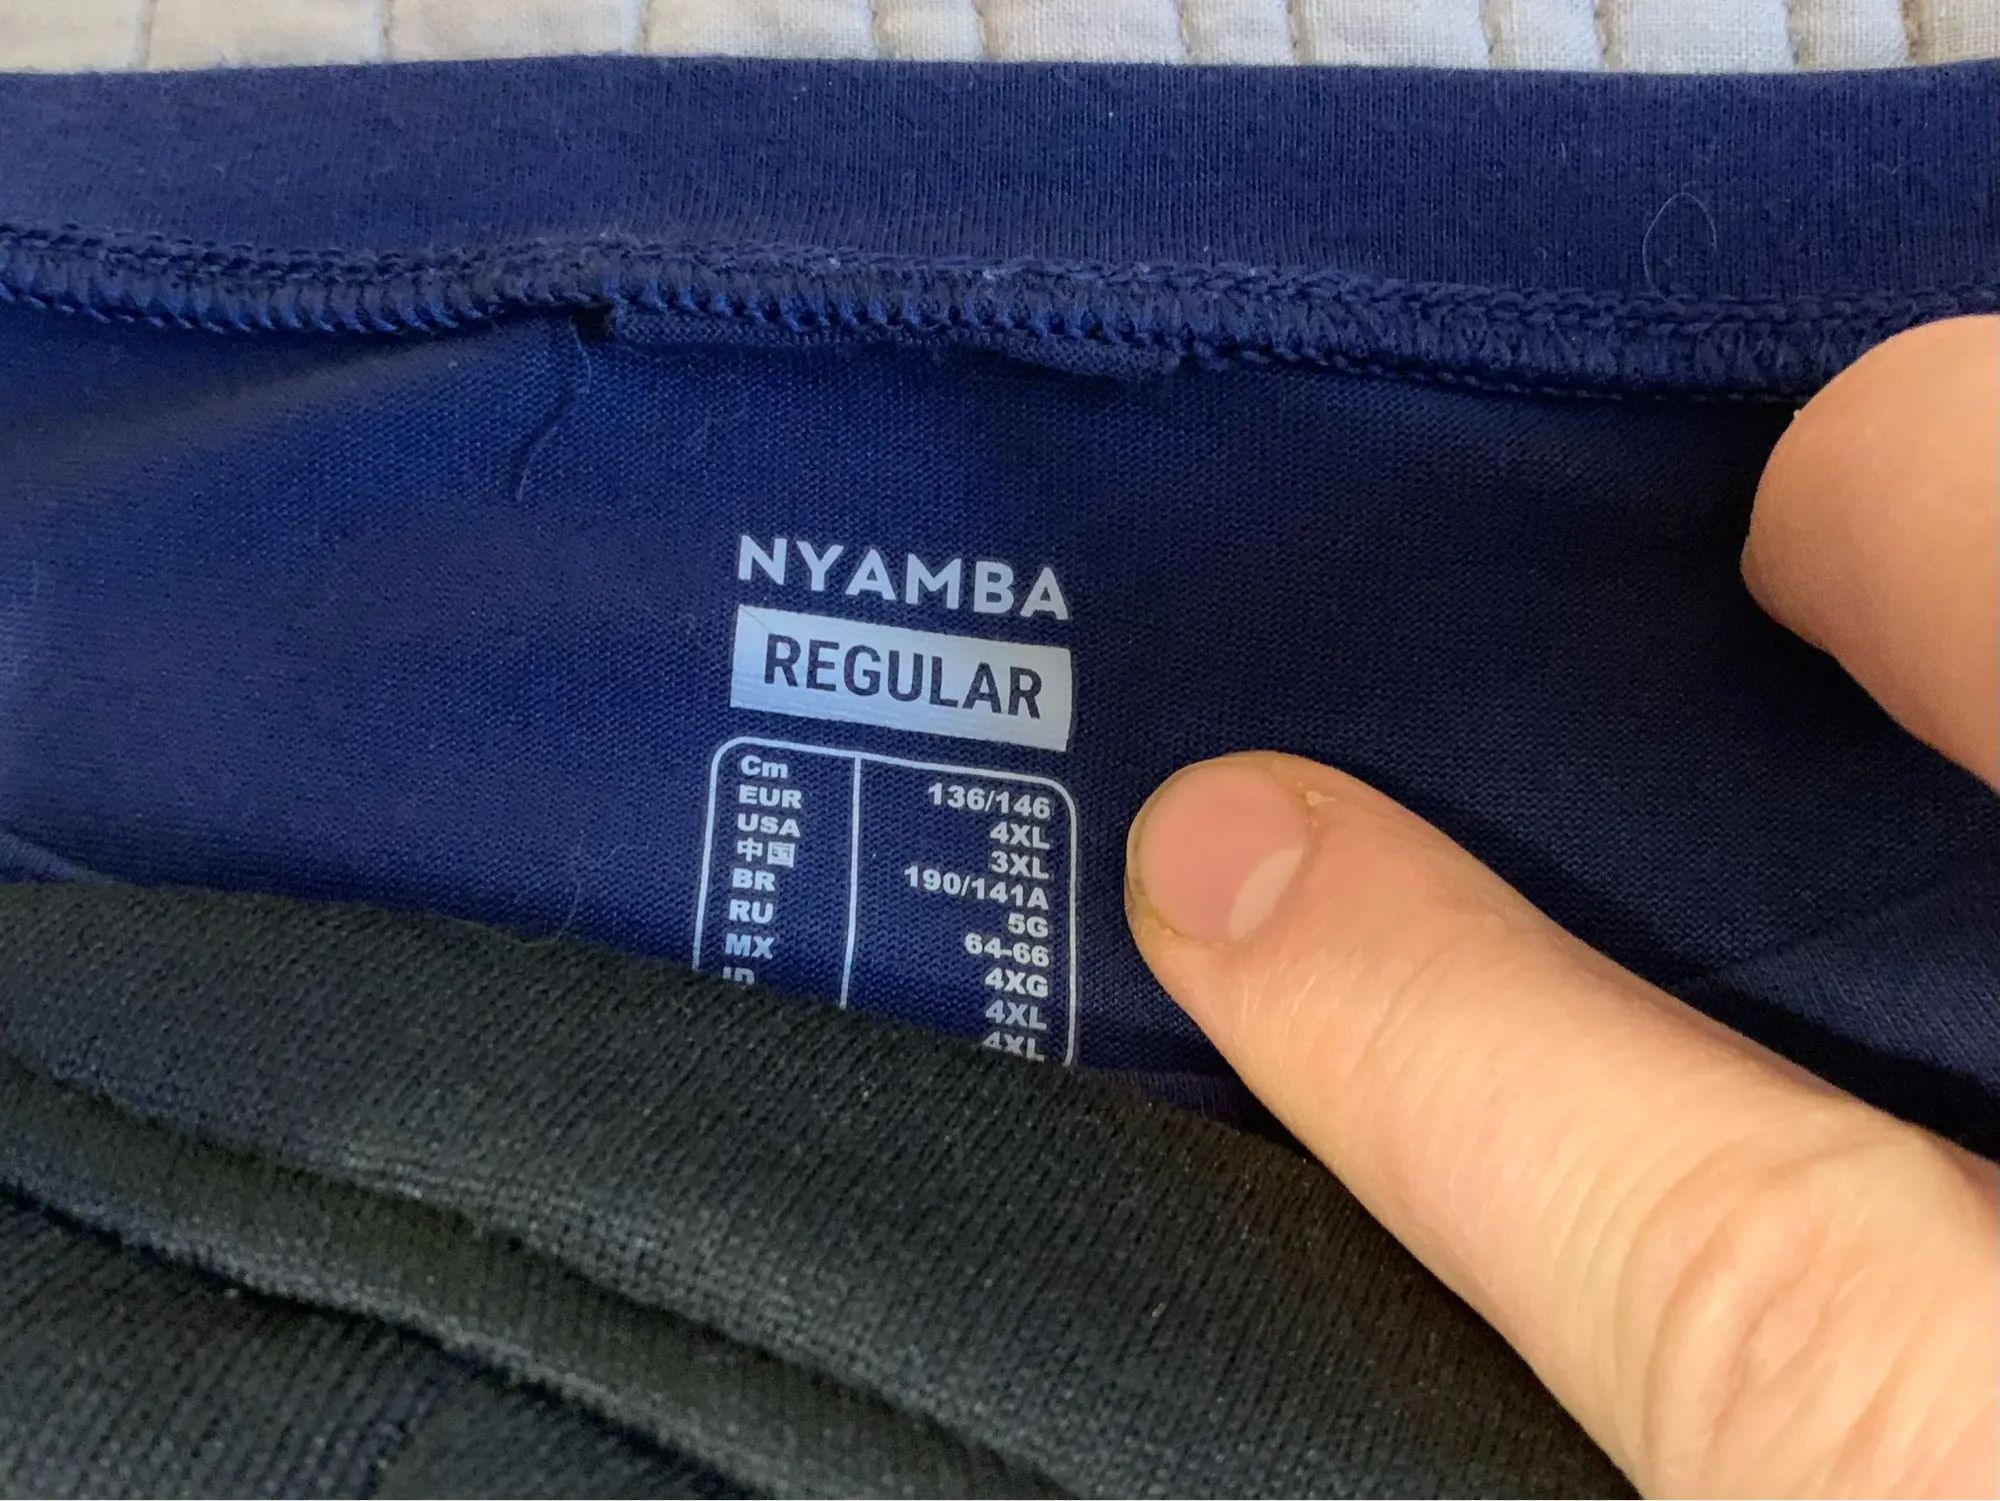 NYAMBA
REGULAR
Cm 136/146
EUR 4XL
USA 3XL
中国 190/141A
BR 5G
RU 64-66
MX 4XG
ID 4XL
4XL